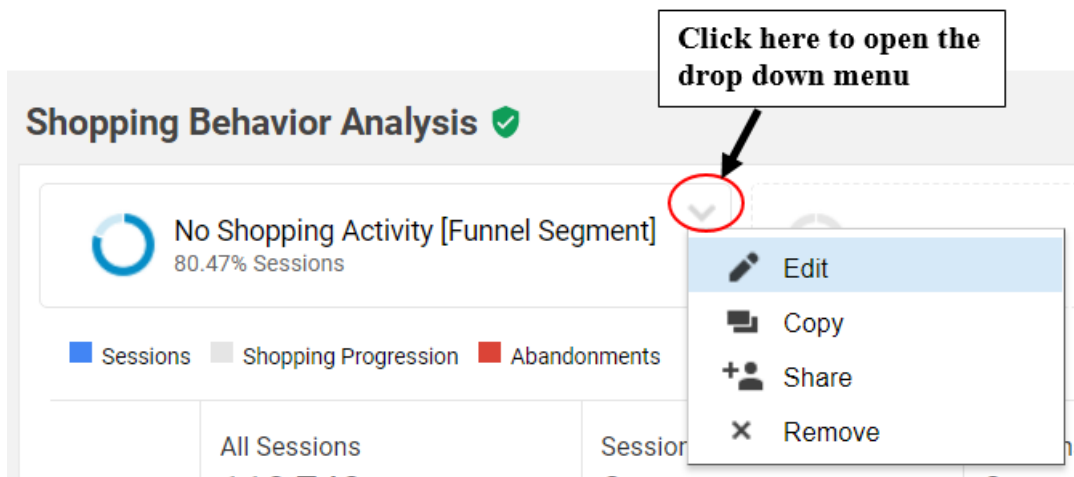 Click here to open the
drop down menu
Shopping Behavior Analysis
No Shopping Activity [Funnel Segment]
80.47% Sessions
Edit
Copy
Share
Remove
Sessions Shopping Progression Abandonments
All Sessions